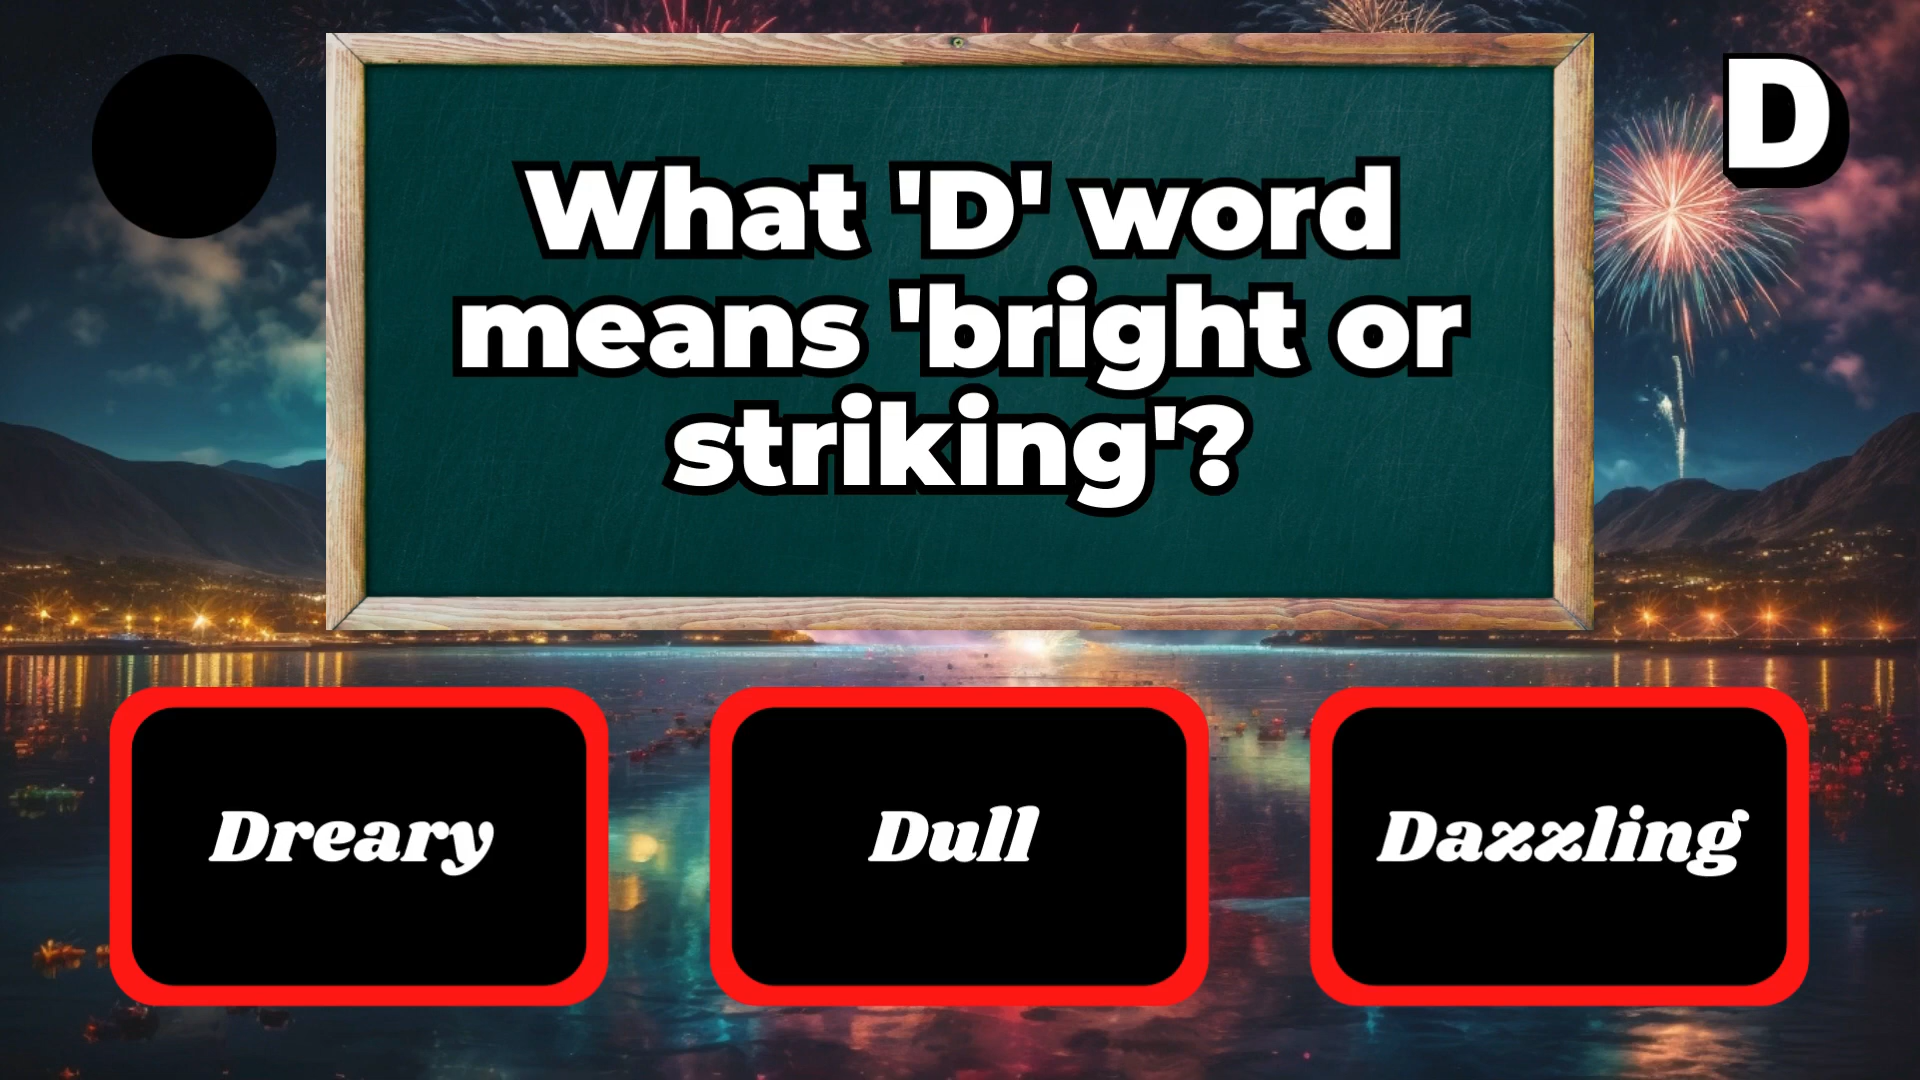 D
What 'D' word
means 'bright or
striking'?
Dreary
Dull
Dazzling